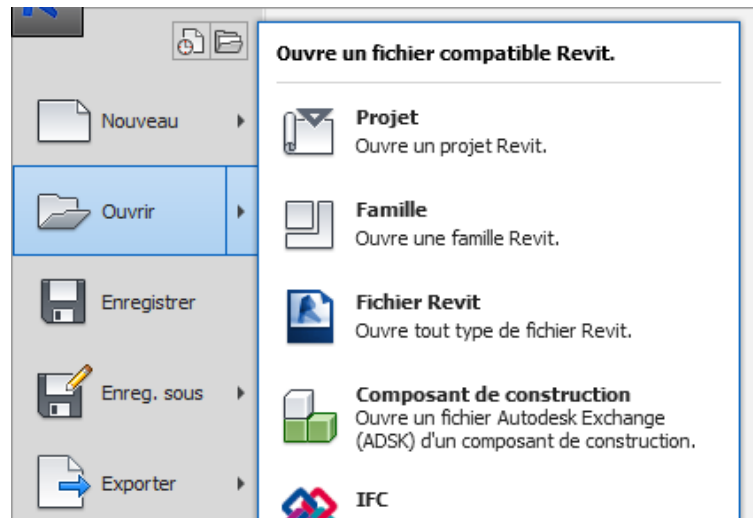 Ouvre un fichier compatible Revit.
Nouveau
Projet
Ouvre un projet Revit.
Ouvrir
Famille
Ouvre une famille Revit.
Enregistrer
Fichier Revit
Ouvre tout type de fichier Revit.
Enreg. sous
Composant de construction
Ouvre un fichier Autodesk Exchange
(ADSK) d'un composant de construction.
Exporter
IFC